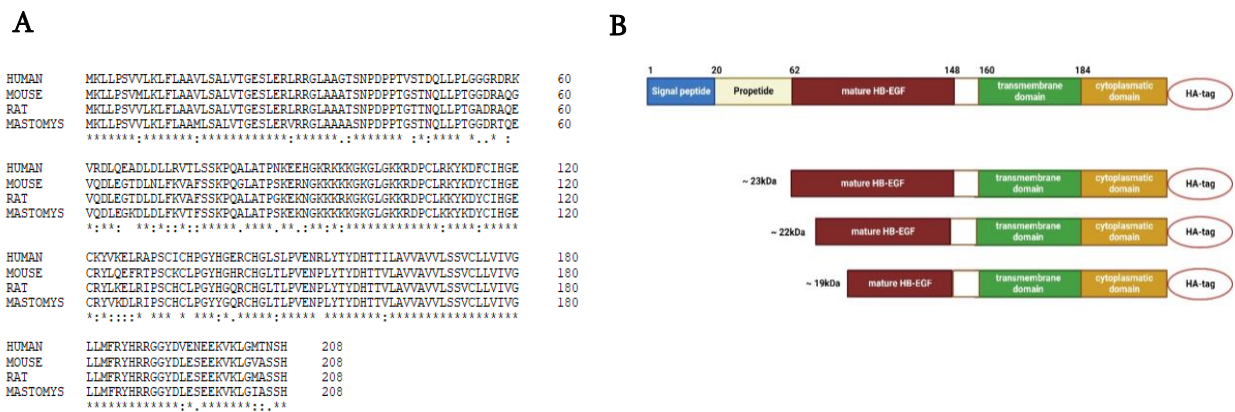 A
HUMAN MKLLPSVVLKLFLAAVLSALVTGESLERLRRGLAAGTSNPDPPTVSTDQLLPLGGGRDRK 60
MOUSE MKLLPSVMLKLFLAAVLSALVTGESLERLRRGLAAATSNPDPPTGSTNQLLPTGGDRAQG 60
RAT MKLLPSVVLKLFLAAVLSALVTGESLERLRRGLAAATSNPDPPTGTTNQLLPTGADRAQE 60
MASTOMYS MKLLPSVVLKLFLAAMLSALVTGESLERVRRGLAAAASNPDPPTGSTNQLLPTGGDRTQE 60
*******:*******:************:******.:******* :*:**** *..* :
HUMAN VRDLQEADLDLLRVTLSSKPQALATPNKEEHGKRKKKGKGLGKKRDPCLRKYKDFCIHGE 120
MOUSE VQDLEGTDLNLFKVAFSSKPQGLATPSKERNGKKKKKGKGLGKKRDPCLRKYKDYCIHGE 120
RAT VQDLEGTDLDLFKVAFSSKPQALATPGKEKNGKKKRKGKGLGKKRDPCLKKYKDYCIHGE 120
MASTOMYS VQDLEGKDLDLFKVTFSSKPQALATPSKEKNGKKKKKGKGLGKKRDPCLKKYKDYCIHGE 120
*:**: **:*::*::*****.****.**.:**:*:*************:****:*****
HUMAN CKYVKELRAPSCICHPGYHGERCHGLSLPVENRLYTYDHTTILAVVAVVLSSVCLLVIVG 180
MOUSE CRYLQEFRTPSCKCLPGYHGHRCHGLTLPVENPLYTYDHTTVLAVVAVVLSSVCLLVIVG 180
RAT CRYLKELRIPSCHCLPGYHGQRCHGLTLPVENPLYTYDHTTVLAVVAVVLSSVCLLVIVG 180
MASTOMYS CRYVKDLRIPSCHCLPGYYGQRCHGLTLPVENPLYTYDHTTVLAVVAVVLSSVCLLVIVG 180
*:*:::* *** * ***:*.*****:***** ********:******************
HUMAN LLMFRYHRRGGYDVENEEKVKLGMTNSH 208
MOUSE LLMFRYHRRGGYDLESEEKVKLGVASSH 208
RAT LLMFRYHRRGGYDLESEEKVKLGMASSH 208
MASTOMYS LLMFRYHRRGGYDLESEEKVKLGIASSH 208
*************:*.*******::.**
B
1 20 62 148 160 184
Signal peptide Propetide mature HB-EGF transmembrane domain cytoplasmatic domain HA-tag
~ 23kDa mature HB-EGF transmembrane domain cytoplasmatic domain HA-tag
~ 22kDa mature HB-EGF transmembrane domain cytoplasmatic domain HA-tag
~ 19kDa mature HB-EGF transmembrane domain cytoplasmatic domain HA-tag